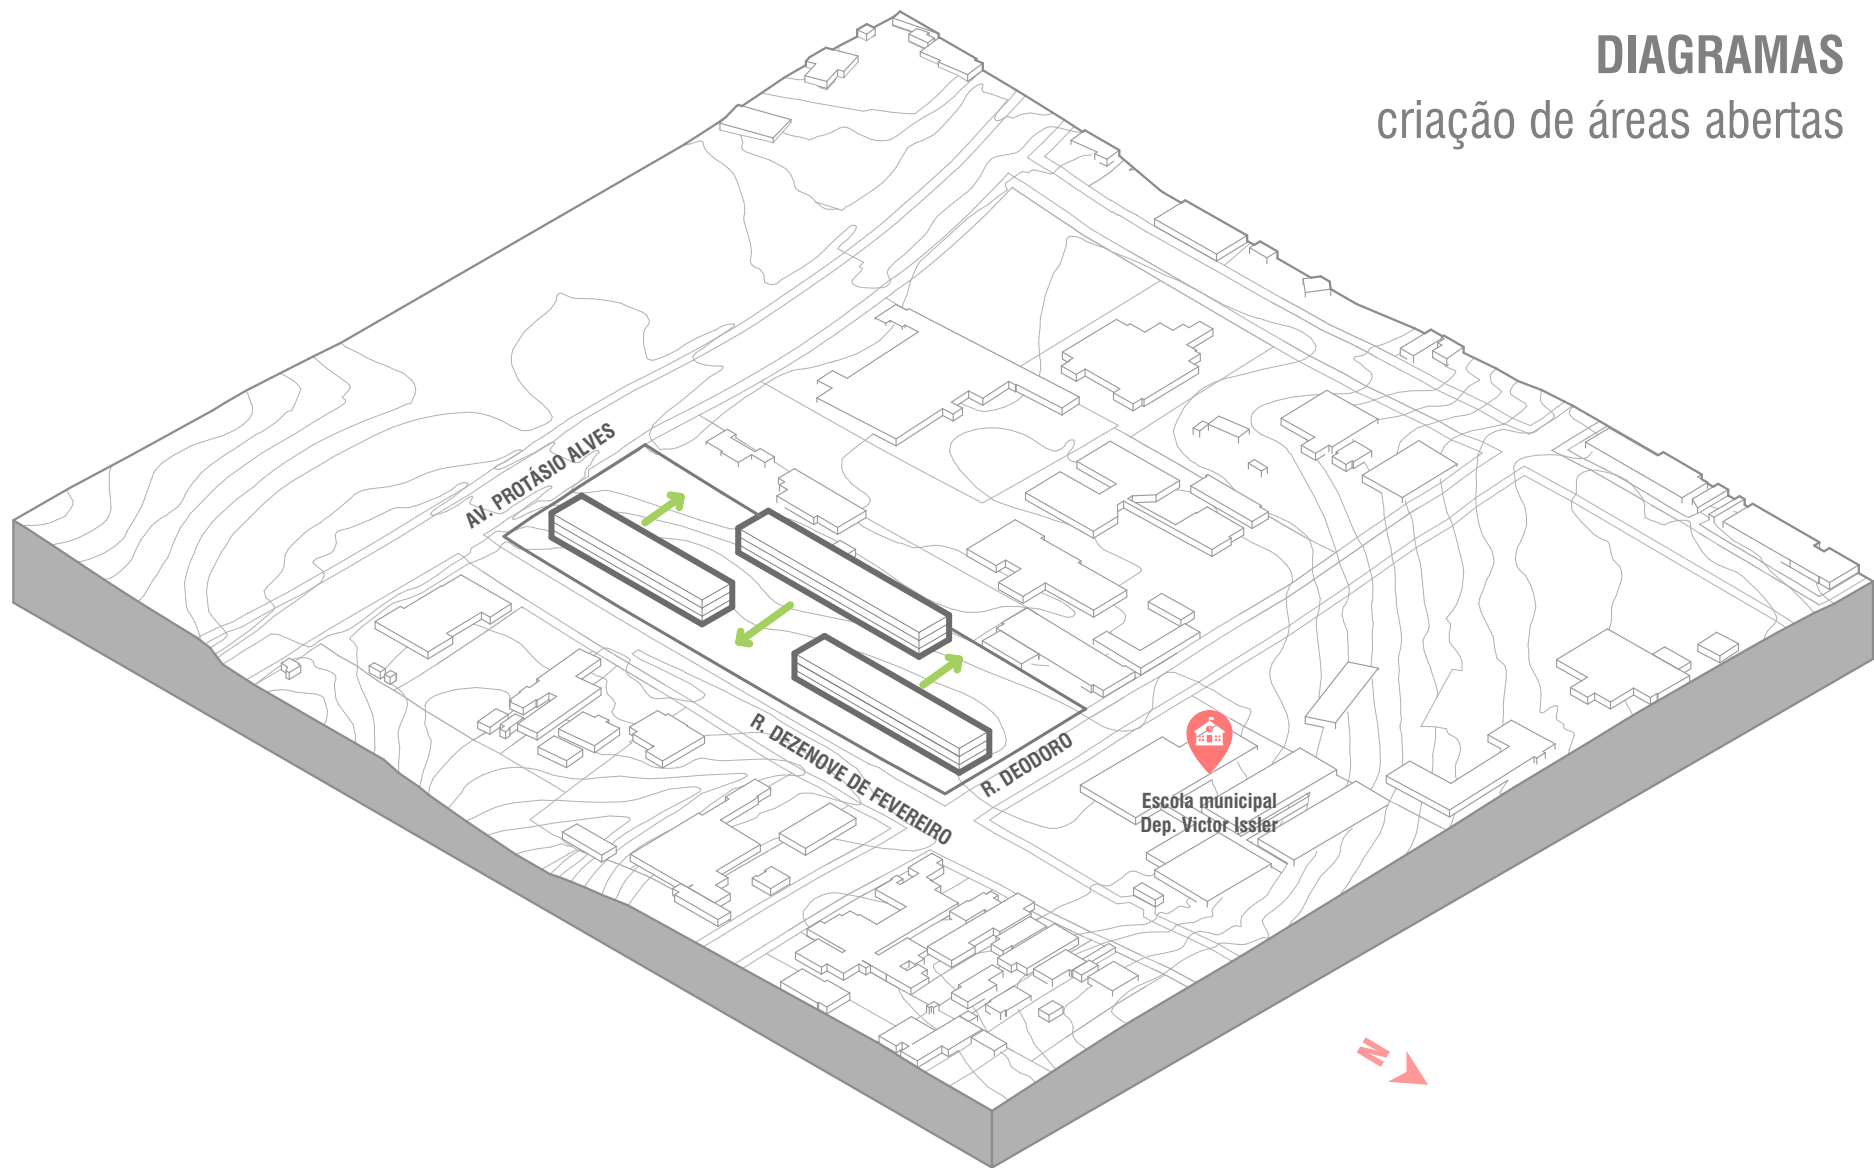 DIAGRAMAS
criação de áreas abertas
AV. PROTÁSIO ALVES
R. DEZENOVE DE FEVEREIRO
R. DEODORO
Escola municipal
Dep. Victor Issler
N